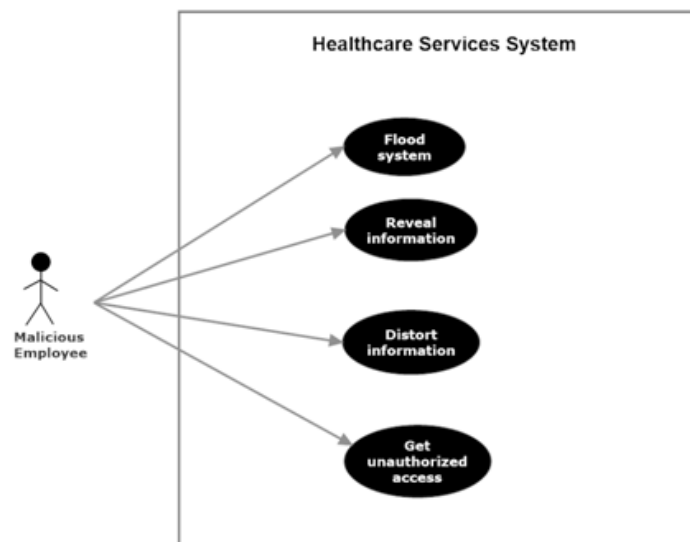 Healthcare Services System
Flood
system
Reveal
information
Malicious
Employee
Distort
information
Get
unauthorized
access